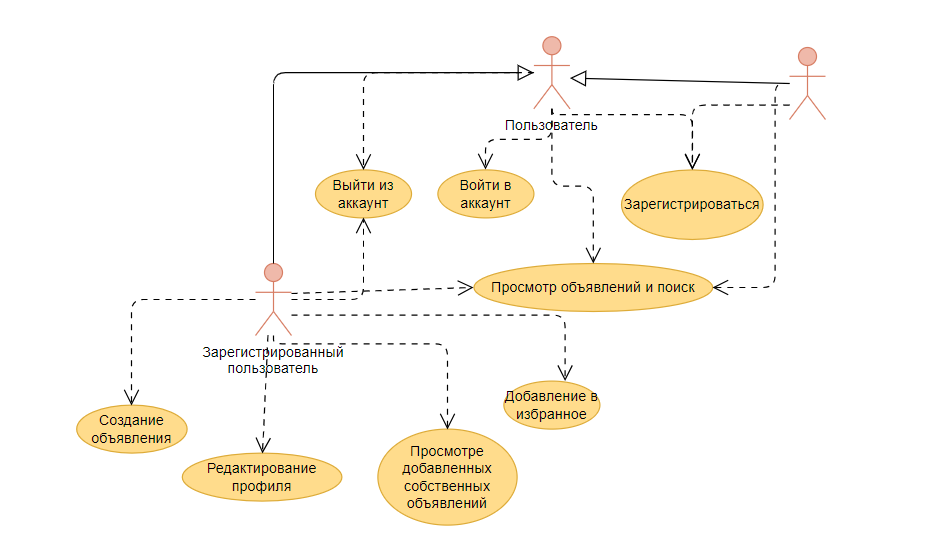 Пользователь
Выйти из
аккаунт
Войти в
аккаунт
Зарегистрироваться
Просмотр объявлений и поиск
Зарегистрированный
пользователь
Добавление в
избранное
Создание
объявления
Редактирование
профиля
Просмотре
добавленных
собственных
объявлений